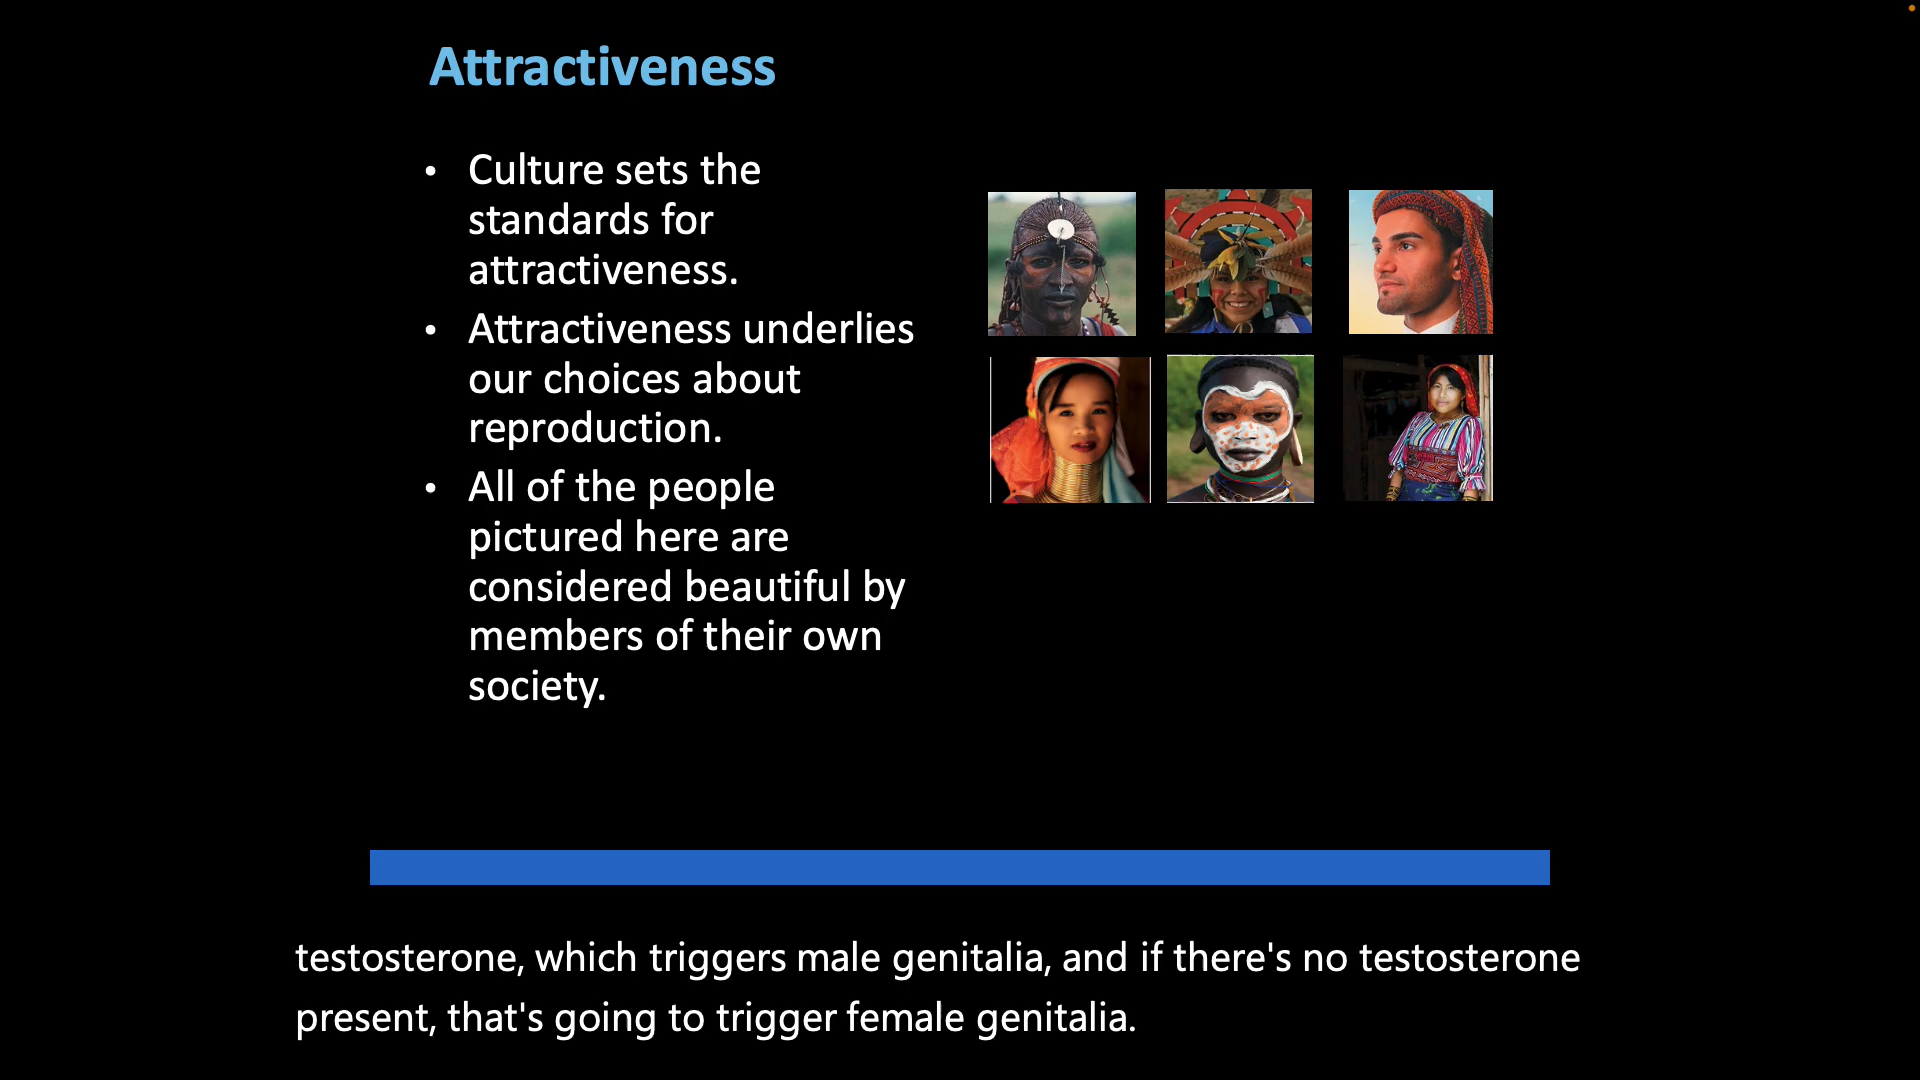 Attractiveness
• Culture sets the
standards for
attractiveness.
• Attractiveness underlies
our choices about
reproduction.
• All of the people
pictured here are
considered beautiful by
members of their own
society.
testosterone, which triggers male genitalia, and if there's no testosterone
present, that's going to trigger female genitalia.